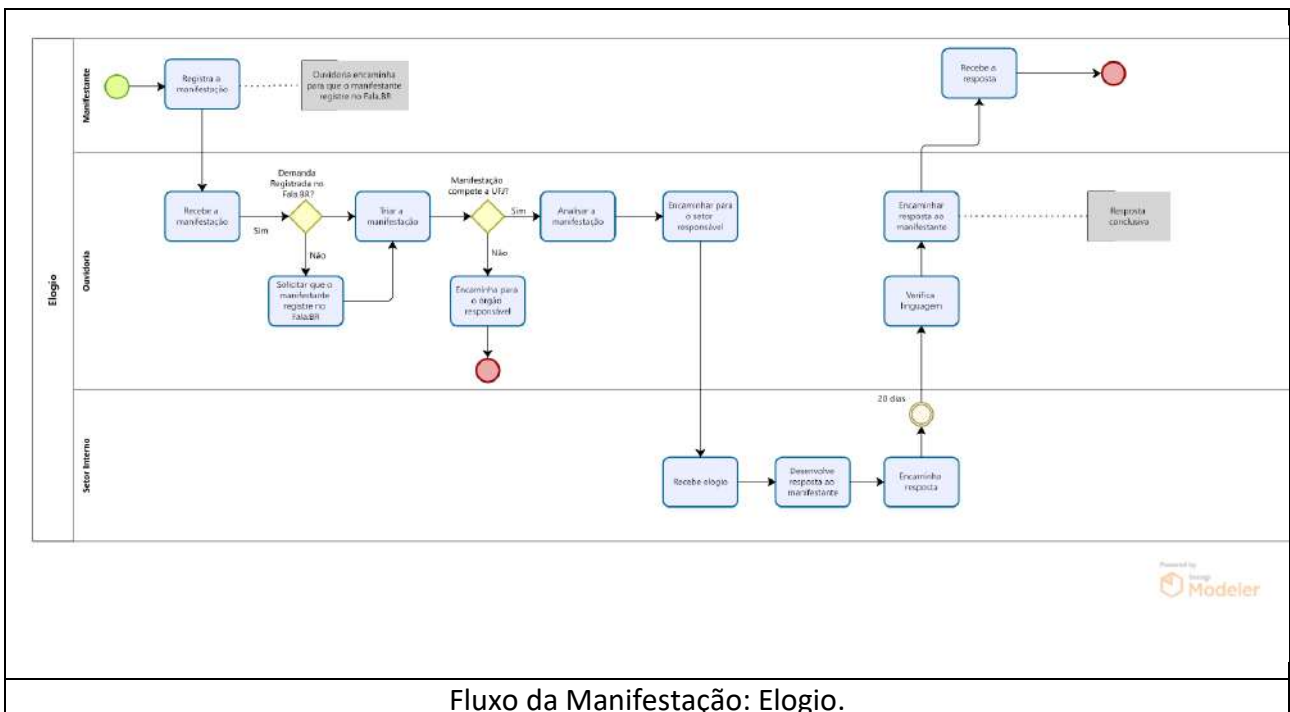 Elogio
Manifestante
Registra a
manifestação
Ouvidoria encaminha
para que o manifestante
registre no Fala.BR
Recebe a
resposta
Ouvidoria
Recebe a
manifestação
Sim
Demanda
Registrada no
Fala.BR?
Não
Solicitar que o
manifestante
registre no
Fala.BR
Triar a
manifestação
Manifestação
compete a UFJ?
Sim
Não
Encaminha para
o órgão
responsável
Analisar a
manifestação
Encaminhar para
o setor
responsável
Encaminhar
resposta ao
manifestante
Resposta
conclusiva
Verifica
linguagem
Setor Interno
20 dias
Recebe elogio
Desenvolve
resposta ao
manifestante
Encaminha
resposta
Powered by
bizagi
Modeler
Fluxo da Manifestação: Elogio.